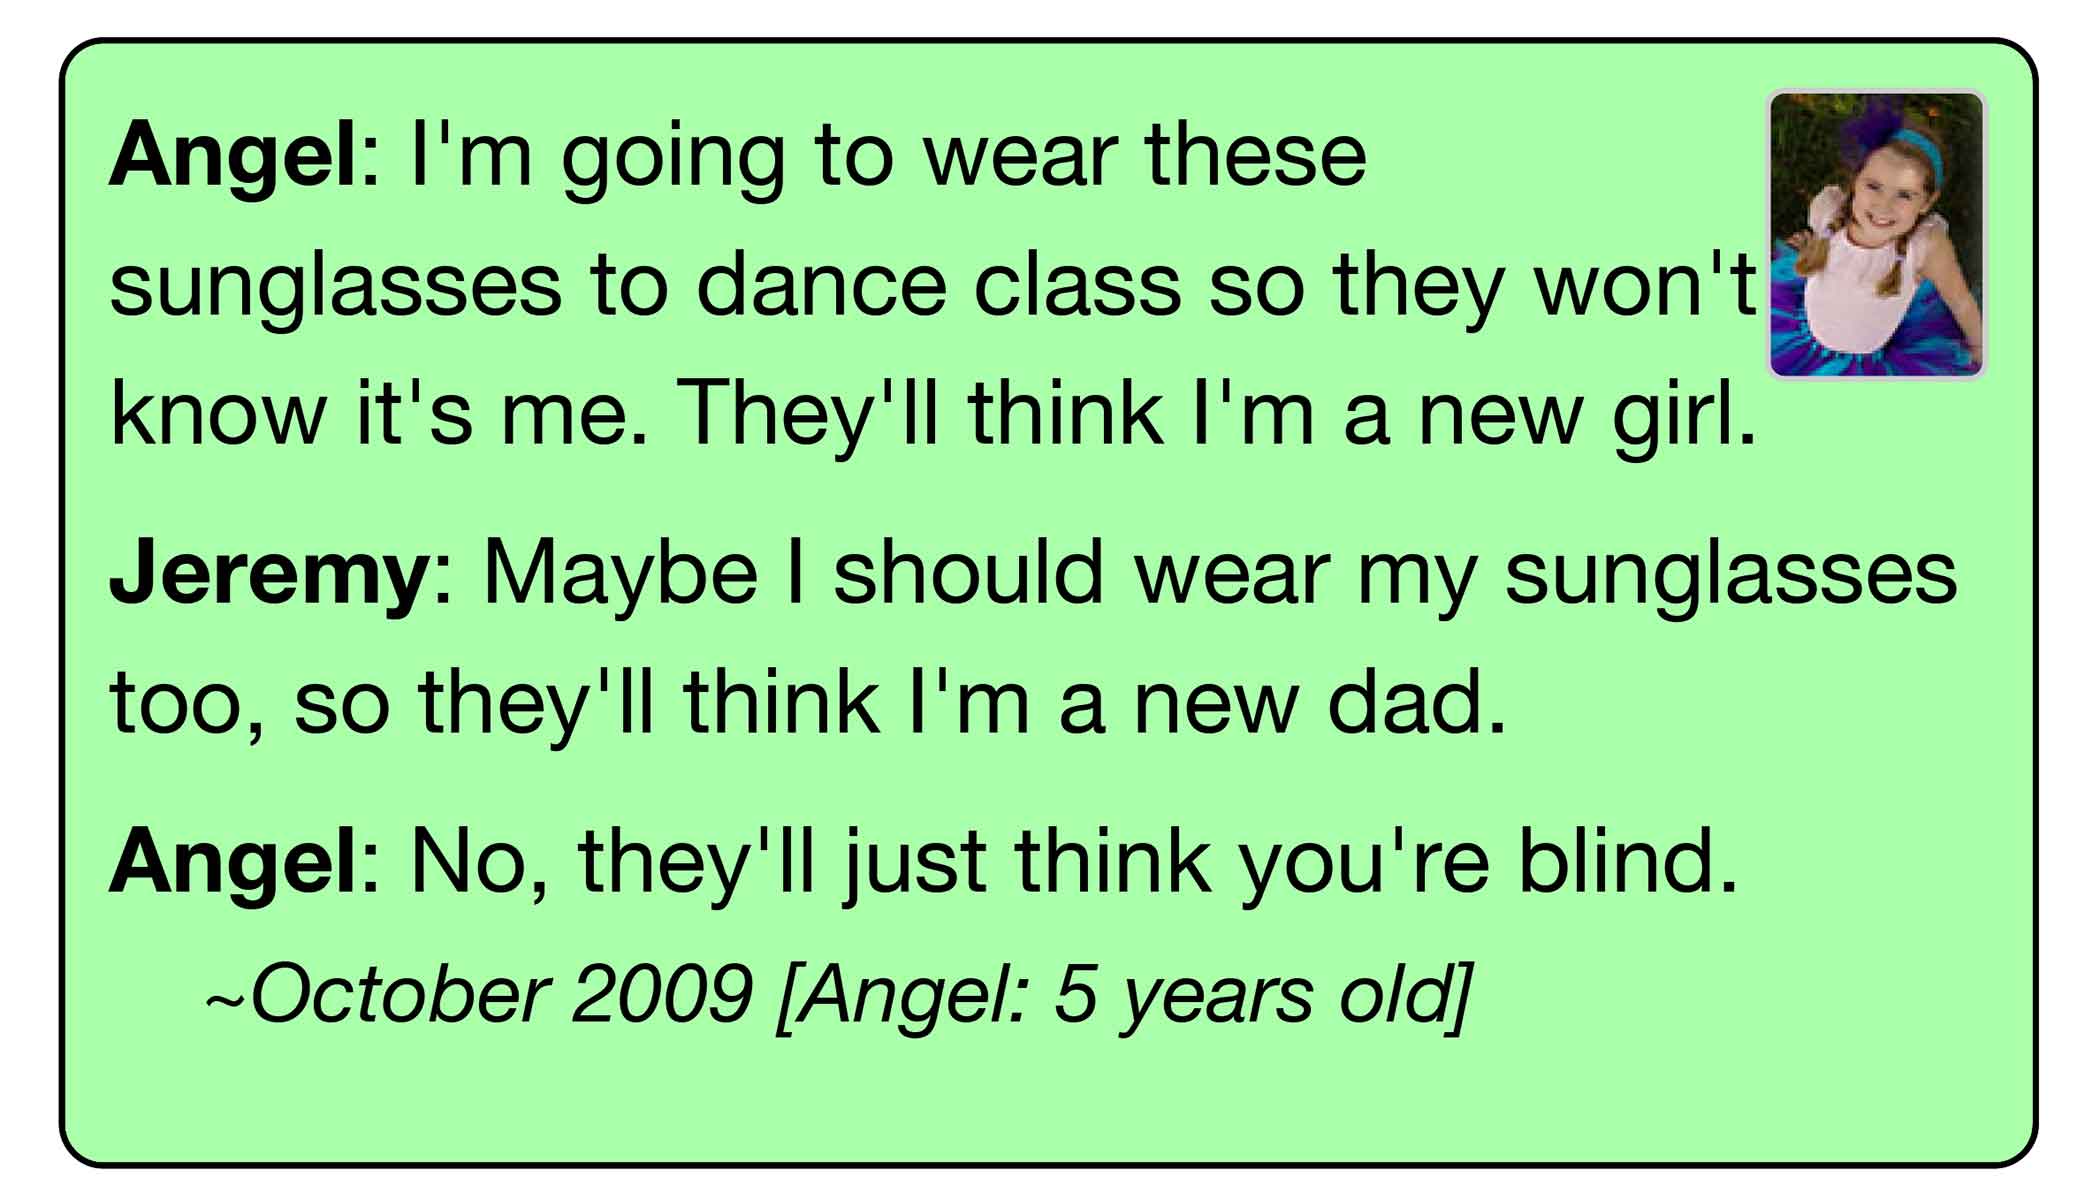 Angel: I'm going to wear these
sunglasses to dance class so they won't
know it's me. They'll think I'm a new girl.
Jeremy: Maybe I should wear my sunglasses
too, so they'll think I'm a new dad.
Angel: No, they'll just think you're blind.
~October 2009 [Angel: 5 years old]